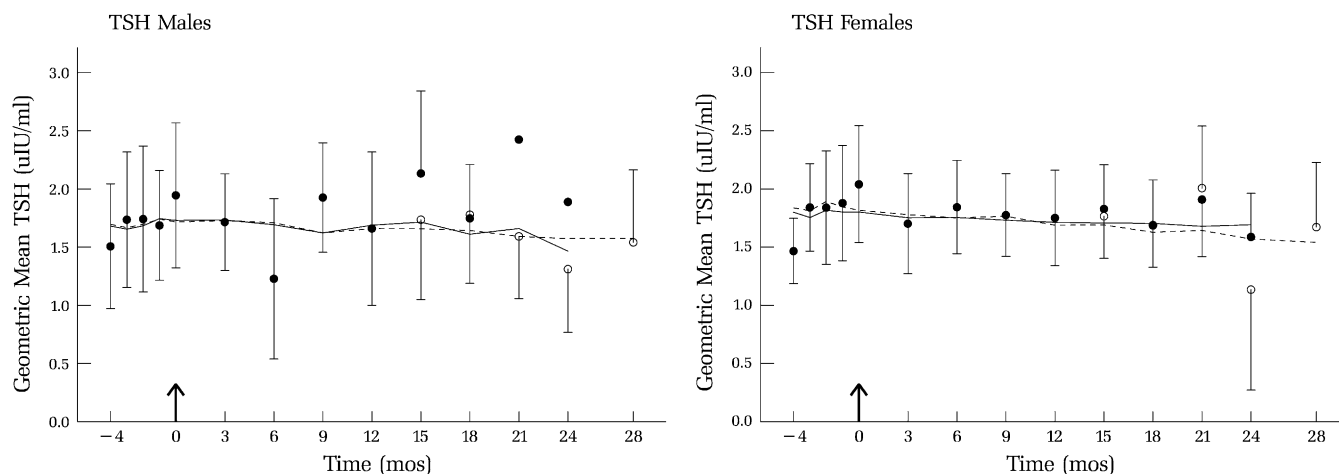 TSH Males
Geometric Mean TSH (uIU/ml)
3.0
2.5
2.0
1.5
1.0
0.5
0.0
−4 0 3 6 9 12 15 18 21 24 28
Time (mos)
TSH Females
Geometric Mean TSH (uIU/ml)
3.0
2.5
2.0
1.5
1.0
0.5
0.0
−4 0 3 6 9 12 15 18 21 24 28
Time (mos)